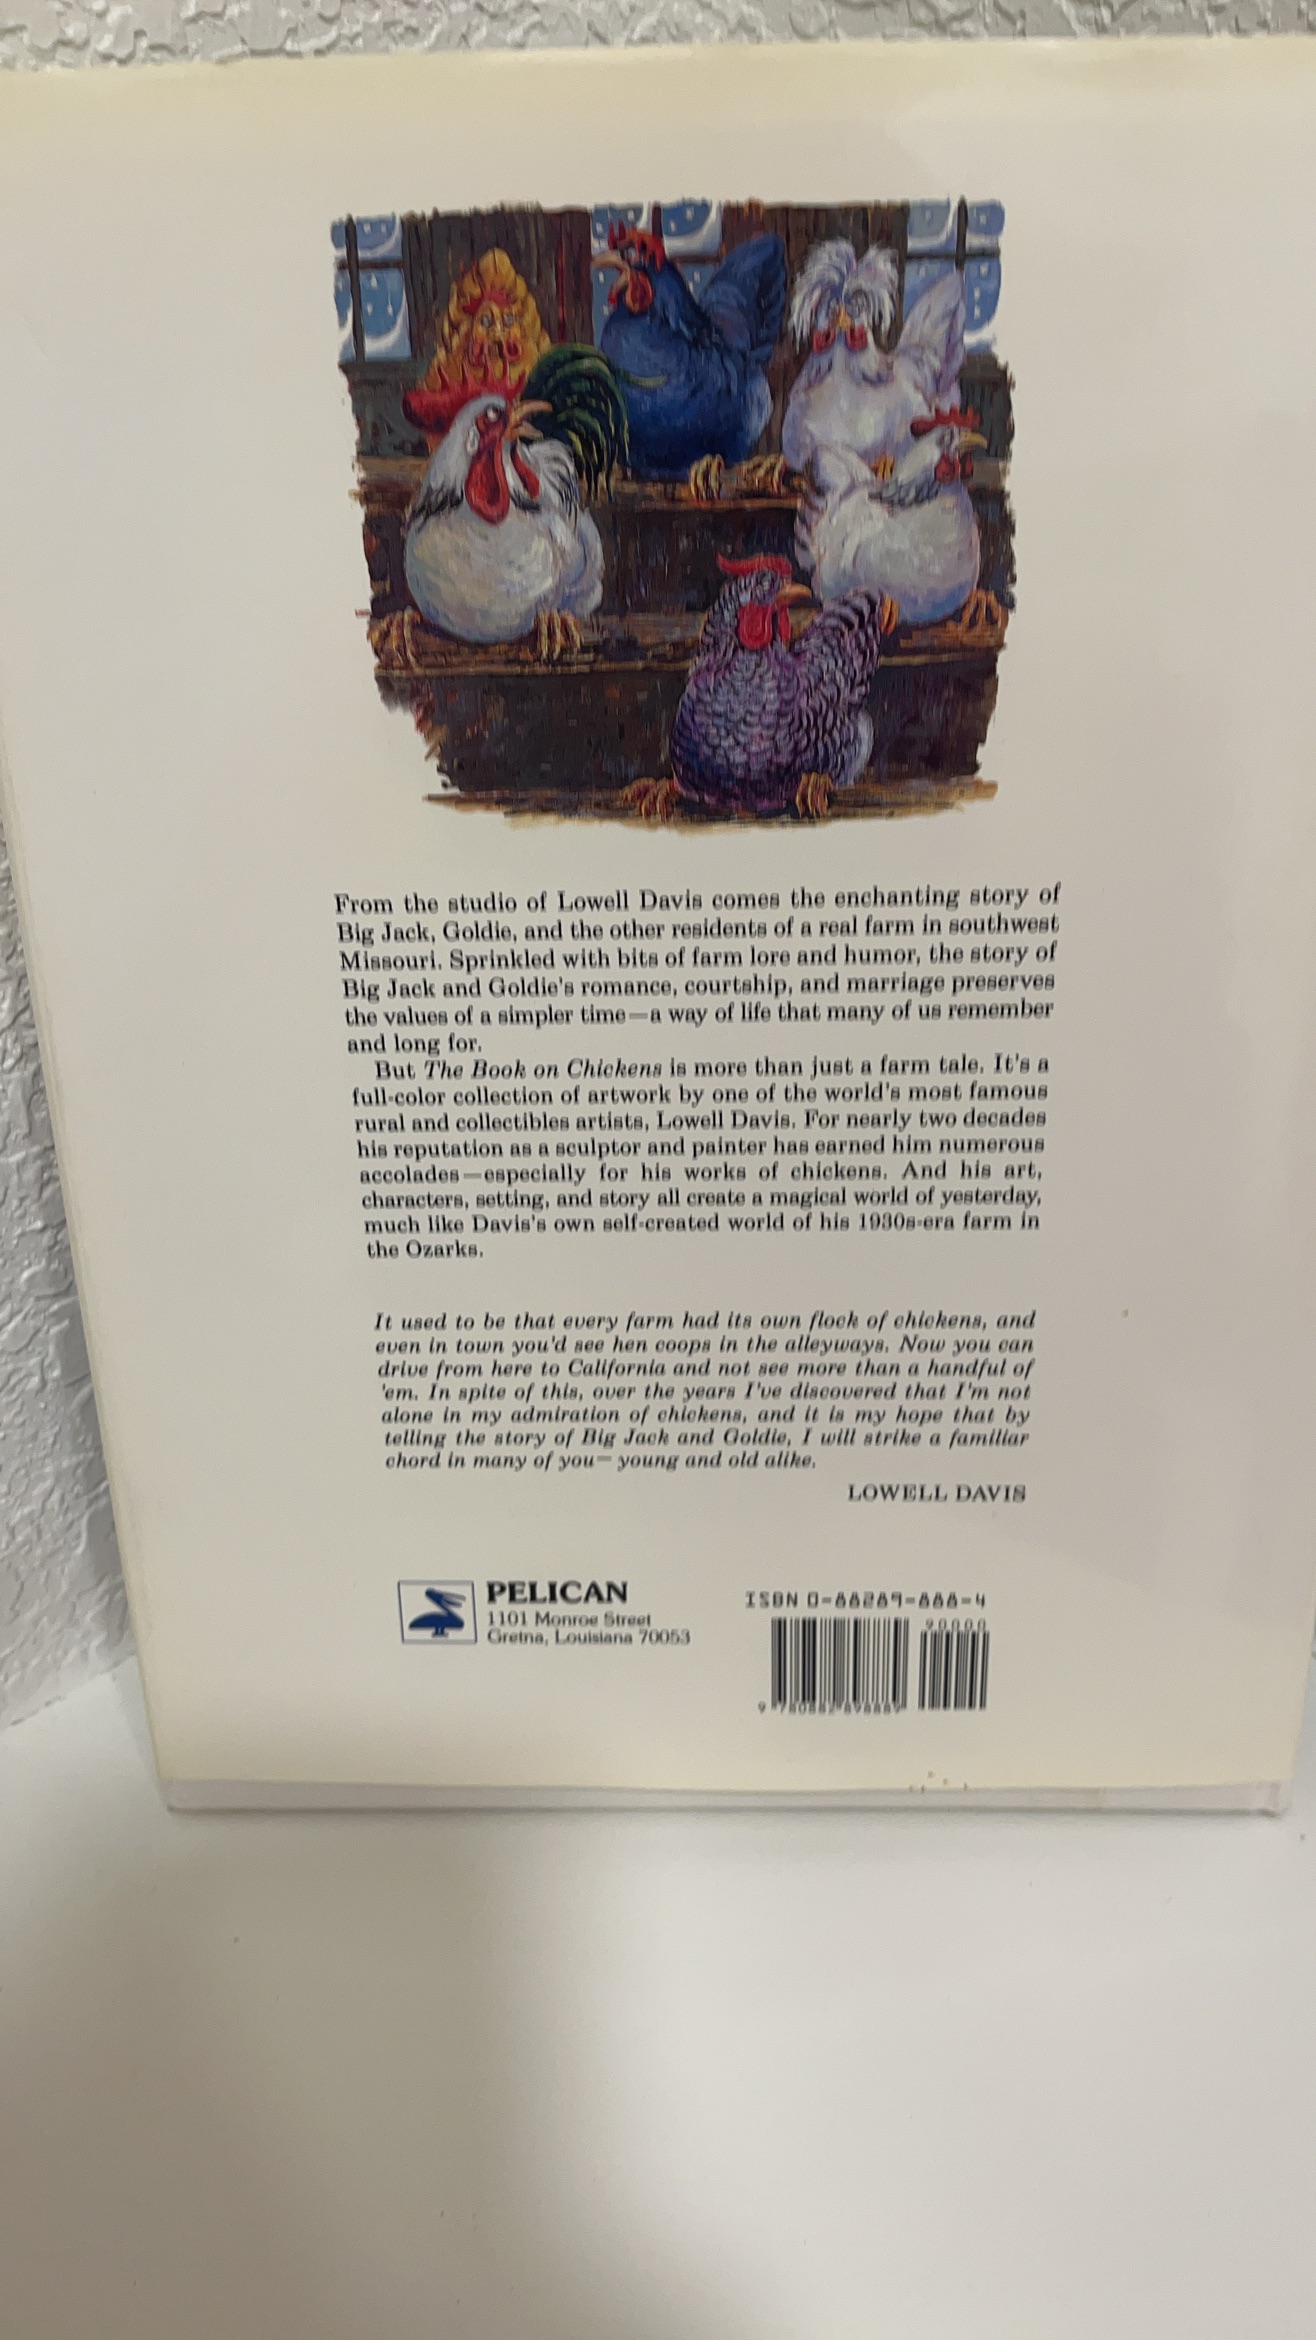 From the studio of Lowell Davis comes the enchanting story of
Big Jack, Goldie, and the other residents of a real farm in southwest
Missouri. Sprinkled with bits of farm lore and humor, the story of
Big Jack and Goldie's romance, courtship, and marriage preserves
the values of a simpler time—a way of life that many of us remember
and long for.
But The Book on Chickens is more than just a farm tale. It's a
full-color collection of artwork by one of the world's most famous
rural and collectibles artists, Lowell Davis. For nearly two decades
his reputation as a sculptor and painter has earned him numerous
accolades—especially for his works of chickens. And his art,
characters, setting, and story all create a magical world of yesterday,
much like Davis's own self-created world of his 1930s-era farm in
the Ozarks.
It used to be that every farm had its own flock of chickens, and
even in town you'd see hen coops in the alleyways. Now you can
drive from here to California and not see more than a handful of
'em. In spite of this, over the years I've discovered that I'm not
alone in my admiration of chickens, and it is my hope that by
telling the story of Big Jack and Goldie, I will strike a familiar
chord in many of you—young and old alike.
LOWELL DAVIS
PELICAN
1101 Monroe Street
Gretna, Louisiana 70053
ISBN 0-88289-888-4
90000
9 780882 898889